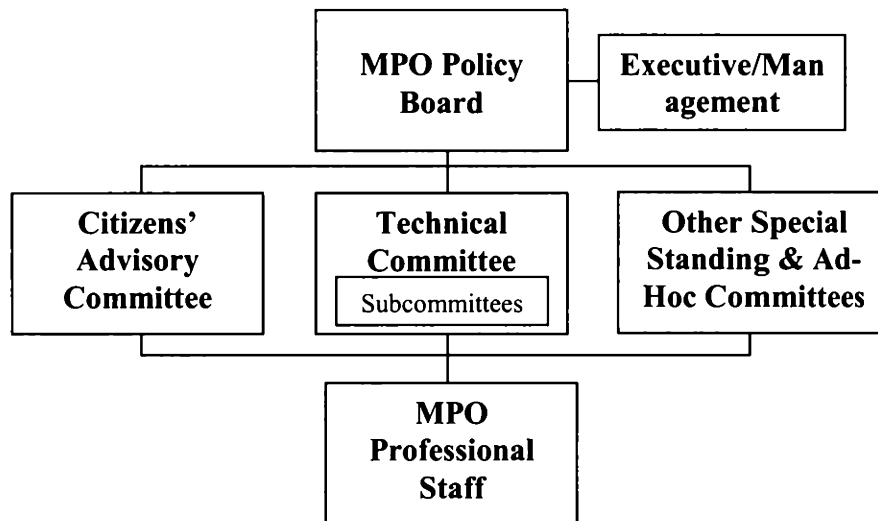 MPO Policy
Board
Executive/Man
agement
Citizens’
Advisory
Committee
Technical
Committee
Subcommittees
Other Special
Standing & Ad-
Hoc Committees
MPO
Professional
Staff